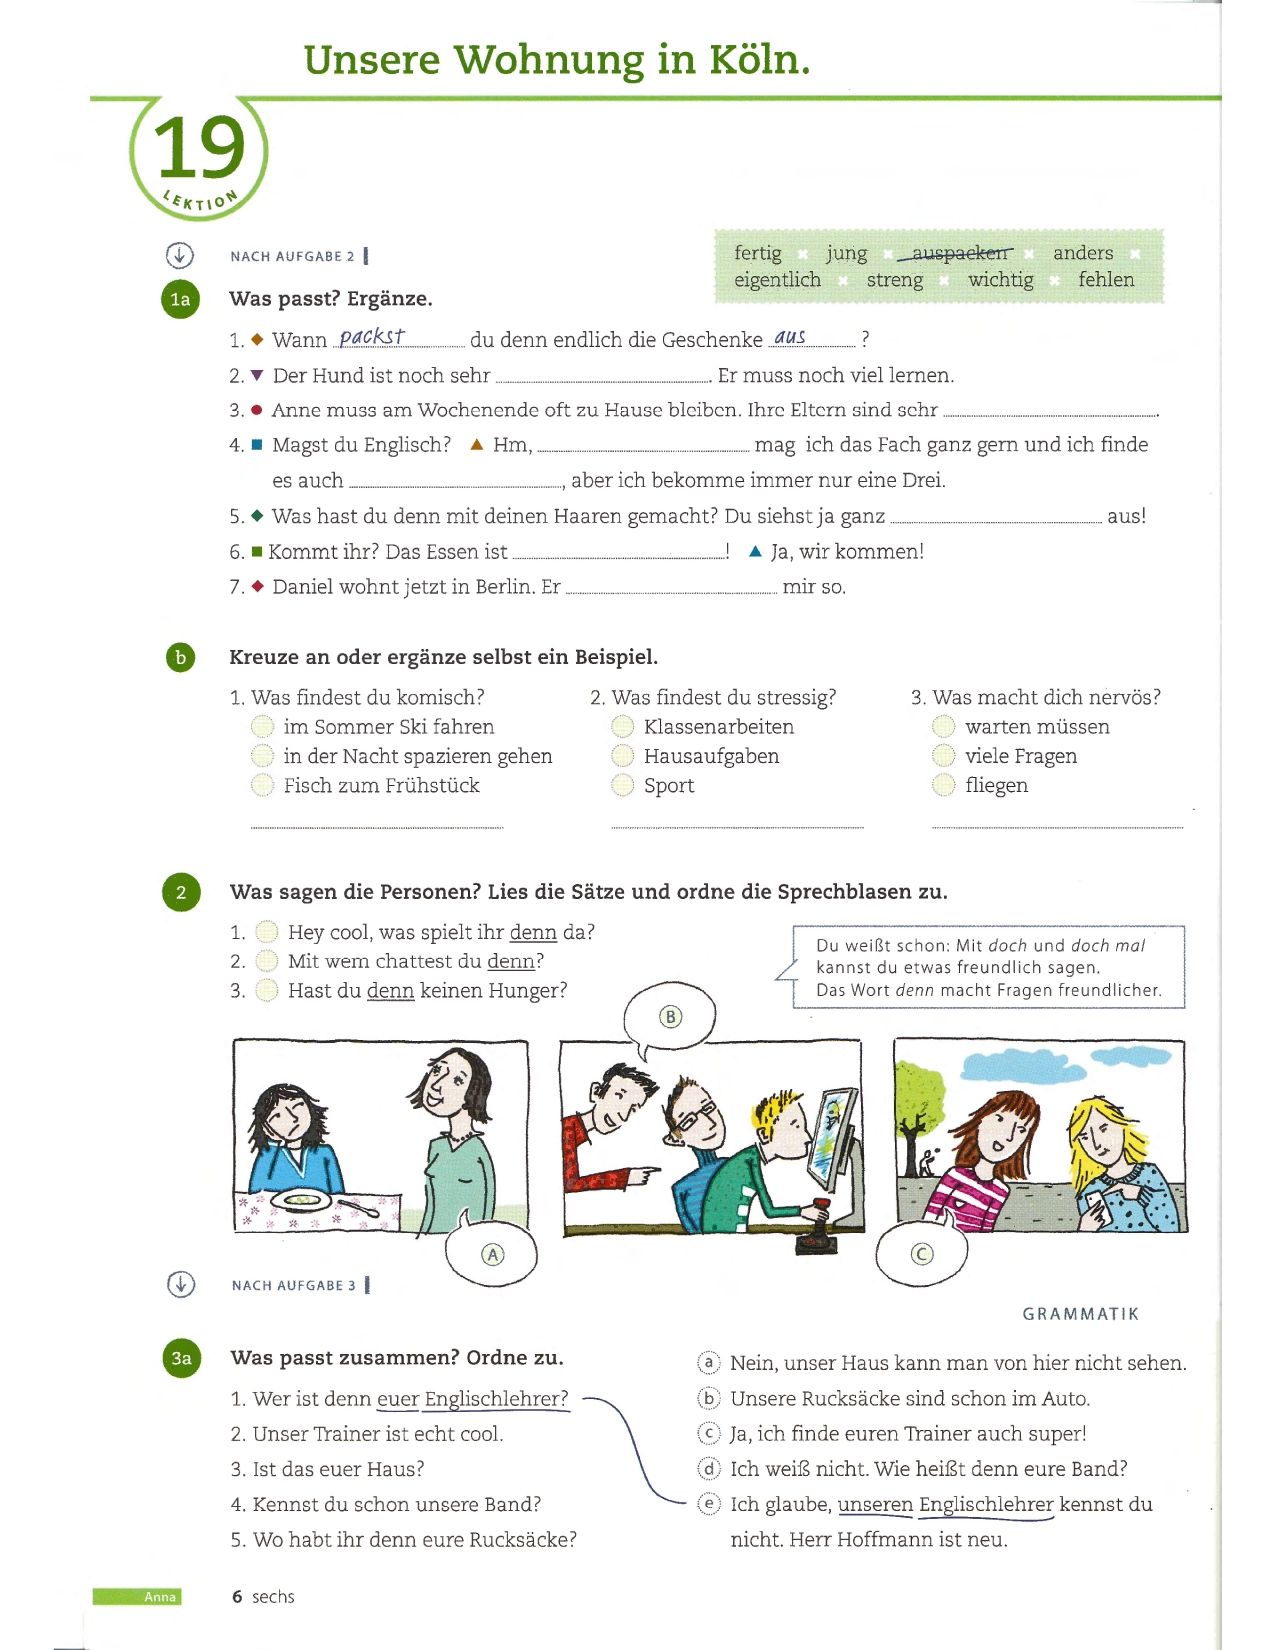 Unsere Wohnung in Köln.
19
LEKTION
NACH AUFGABE 2
fertig jung auspacken anders
eigentlich streng wichtig fehlen
1a Was passt? Ergänze.
1. Wann packst du denn endlich die Geschenke aus ?
2. Der Hund ist noch sehr . Er muss noch viel lernen.
3. Anne muss am Wochenende oft zu Hause bleiben. Ihre Eltern sind sehr .
4. Magst du Englisch? Hm, mag ich das Fach ganz gern und ich finde
es auch , aber ich bekomme immer nur eine Drei.
5. Was hast du denn mit deinen Haaren gemacht? Du siehst ja ganz aus!
6. Kommt ihr? Das Essen ist ! Ja, wir kommen!
7. Daniel wohnt jetzt in Berlin. Er mir so.
b Kreuze an oder ergänze selbst ein Beispiel.
1. Was findest du komisch?
im Sommer Ski fahren
in der Nacht spazieren gehen
Fisch zum Frühstück
2. Was findest du stressig?
Klassenarbeiten
Hausaufgaben
Sport
3. Was macht dich nervös?
warten müssen
viele Fragen
fliegen
2 Was sagen die Personen? Lies die Sätze und ordne die Sprechblasen zu.
1. Hey cool, was spielt ihr denn da?
2. Mit wem chattest du denn?
3. Hast du denn keinen Hunger?
Du weißt schon: Mit doch und doch mal
kannst du etwas freundlich sagen.
Das Wort denn macht Fragen freundlicher.
B
A
C
NACH AUFGABE 3
GRAMMATIK
3a Was passt zusammen? Ordne zu.
1. Wer ist denn euer Englischlehrer?
2. Unser Trainer ist echt cool.
3. Ist das euer Haus?
4. Kennst du schon unsere Band?
5. Wo habt ihr denn eure Rucksäcke?
a Nein, unser Haus kann man von hier nicht sehen.
b Unsere Rucksäcke sind schon im Auto.
c Ja, ich finde euren Trainer auch super!
d Ich weiß nicht. Wie heißt denn eure Band?
e Ich glaube, unseren Englischlehrer kennst du
nicht. Herr Hoffmann ist neu.
Anna
6 sechs